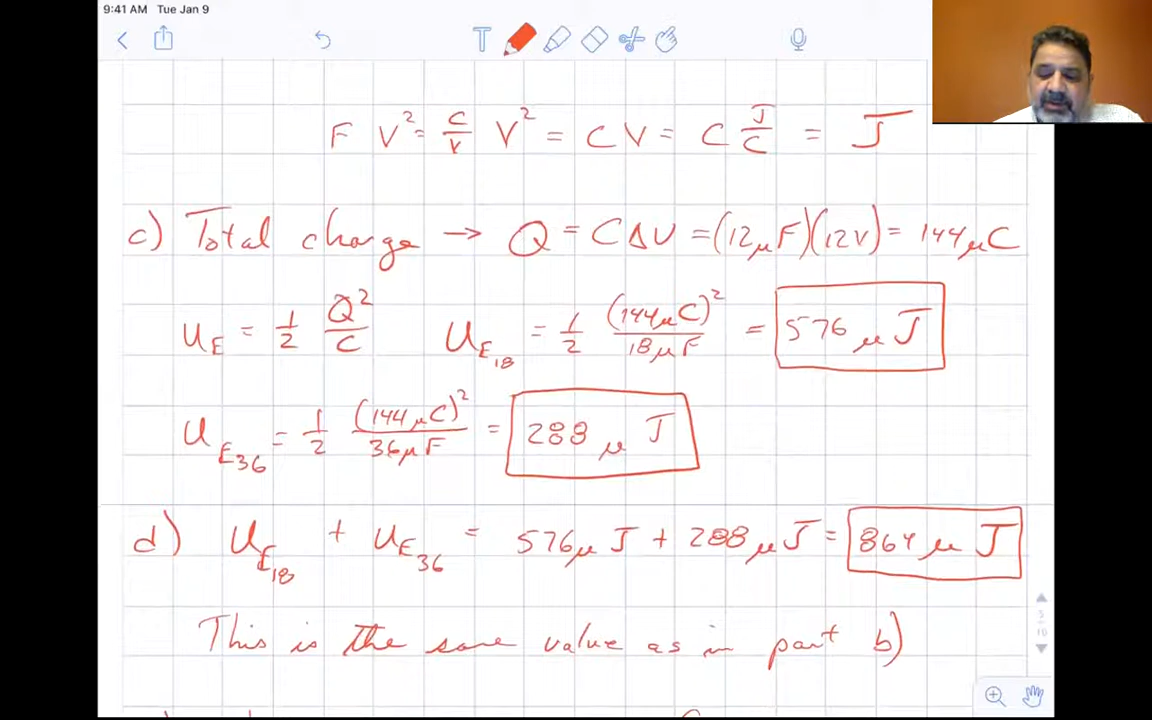 9:41 AM Tue Jan 9
T
F V² = C/V V² = C V = C J/C = J
c) Total charge → Q = CΔV = (12μF)(12V) = 144μC
U_E = 1/2 Q²/C U_E18 = 1/2 (144μC)²/18μF = 576 μJ
U_E36 = 1/2 (144μC)²/36μF = 288 μJ
d) U_E18 + U_E36 = 576μJ + 288μJ = 864 μJ
This is the same value as in part b)